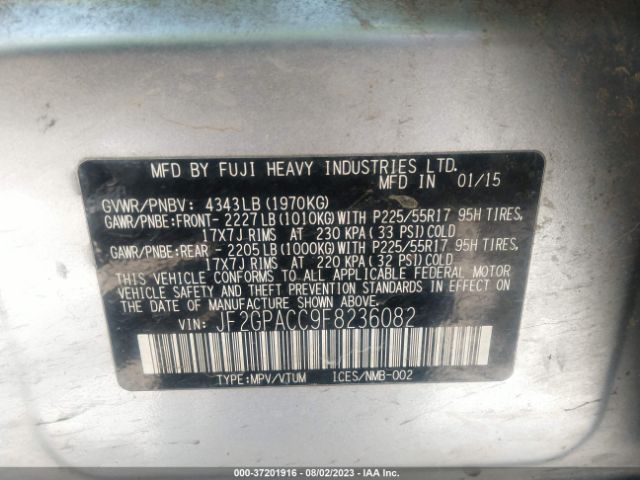 MFD BY FUJI HEAVY INDUSTRIES LTD.
MFD IN 01/15
GVWR/PNBV: 4343LB(1970KG)
GAWR/PNBE:FRONT- 2227LB(1010KG)WITH P225/55R17 95H TIRES,
17X7J RIMS AT 230 KPA(33 PSI)COLD
GAWR/PNBE:REAR - 2205LB(1000KG)WITH P225/55R17 95H TIRES,
17X7J RIMS AT 220 KPA(32 PSI)COLD
THIS VEHICLE CONFORMS TO ALL APPLICABLE FEDERAL MOTOR
VEHICLE SAFETY AND THEFT PREVENTION STANDARDS IN EFFECT
ON THE DATE OF MANUFACTURE SHOWN ABOVE.
VIN: JF2GPACC9F8236082
TYPE:MPV/VTUM ICES/NMB-002
000-37201916 - 08/02/2023 - IAA Inc.